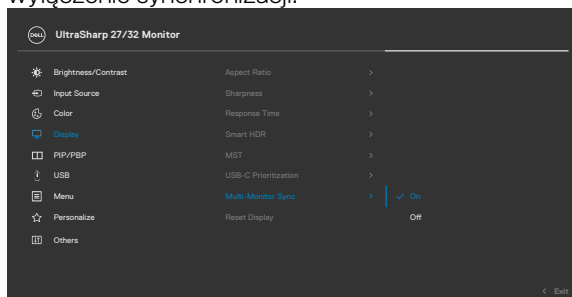 wyłączenie synchronizacji.
DELL UltraSharp 27/32 Monitor
Brightness/Contrast Aspect Ratio >
Input Source Sharpness >
Color Response Time >
Display Smart HDR >
PIP/PBP MST >
USB USB-C Prioritization >
Menu Multi-Monitor Sync > ✓ On
Personalize Reset Display Off
Others
< Exit